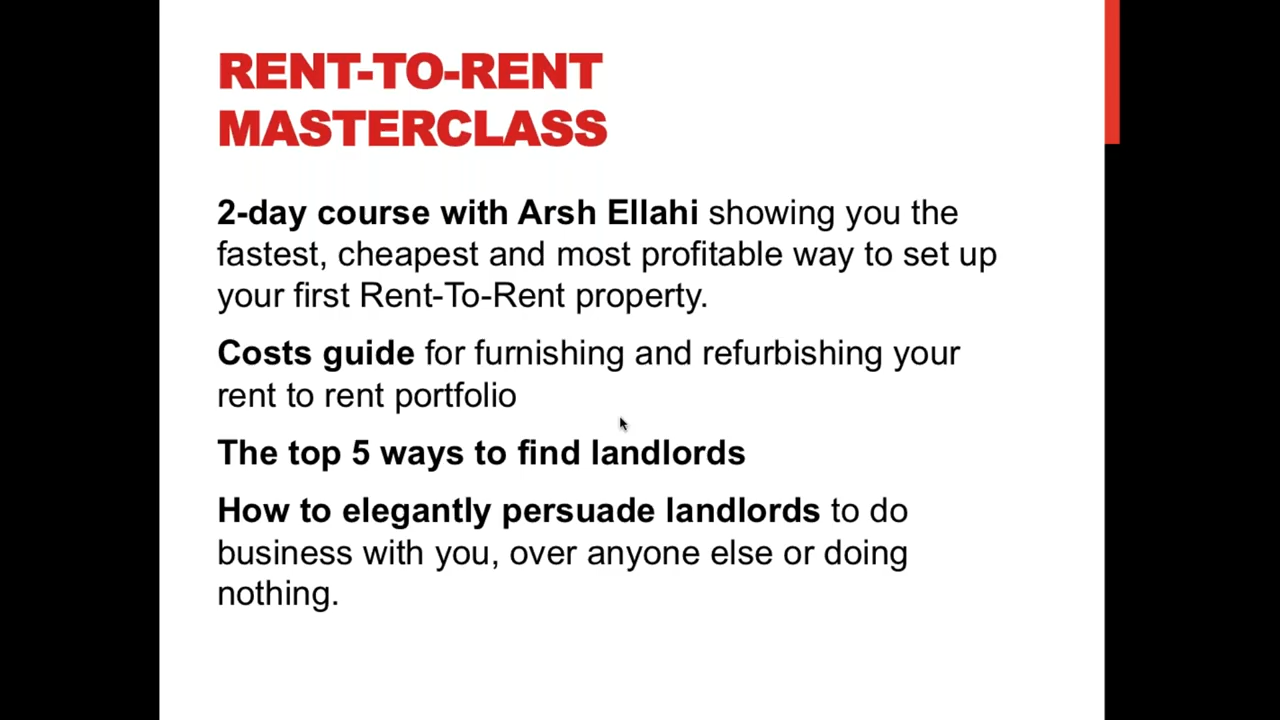 RENT-TO-RENT
MASTERCLASS
2-day course with Arsh Ellahi showing you the
fastest, cheapest and most profitable way to set up
your first Rent-To-Rent property.
Costs guide for furnishing and refurbishing your
rent to rent portfolio
The top 5 ways to find landlords
How to elegantly persuade landlords to do
business with you, over anyone else or doing
nothing.